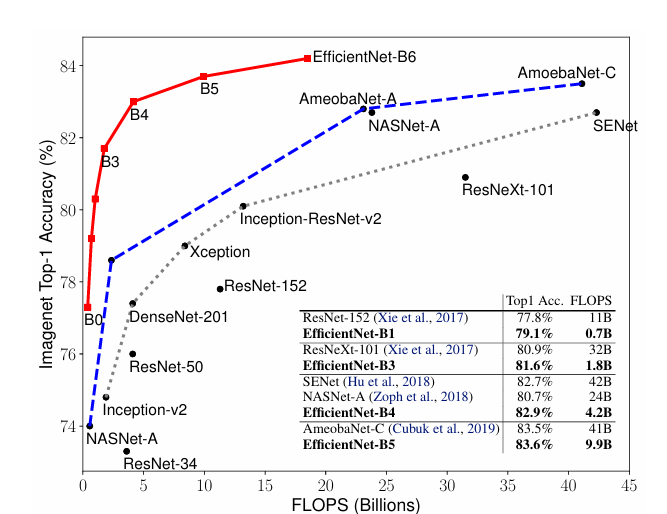 84
EfficientNet-B6
AmoebaNet-C
B5
AmeobaNet-A
B4
NASNet-A
SENet
82
B3
ResNeXt-101
80
Inception-ResNet-v2
Xception
78
ResNet-152
B0
DenseNet-201
76
ResNet-50
Inception-v2
74
NASNet-A
ResNet-34
Imagenet Top-1 Accuracy (%)
Top1 Acc. FLOPS
ResNet-152 (Xie et al., 2017) 77.8% 11B
EfficientNet-B1 79.1% 0.7B
ResNeXt-101 (Xie et al., 2017) 80.9% 32B
EfficientNet-B3 81.6% 1.8B
SENet (Hu et al., 2018) 82.7% 42B
NASNet-A (Zoph et al., 2018) 80.7% 24B
EfficientNet-B4 82.9% 4.2B
AmeobaNet-C (Cubuk et al., 2019) 83.5% 41B
EfficientNet-B5 83.6% 9.9B
0 5 10 15 20 25 30 35 40 45
FLOPS (Billions)